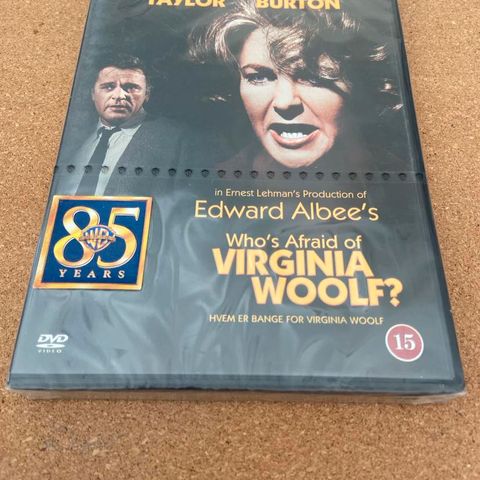 TAYLOR BURTON
in Ernest Lehman's Production of
Edward Albee's
85
WB
YEARS
Who's Afraid of
VIRGINIA
WOOLF?
HVEM ER BANGE FOR VIRGINIA WOOLF
DVD
VIDEO
15